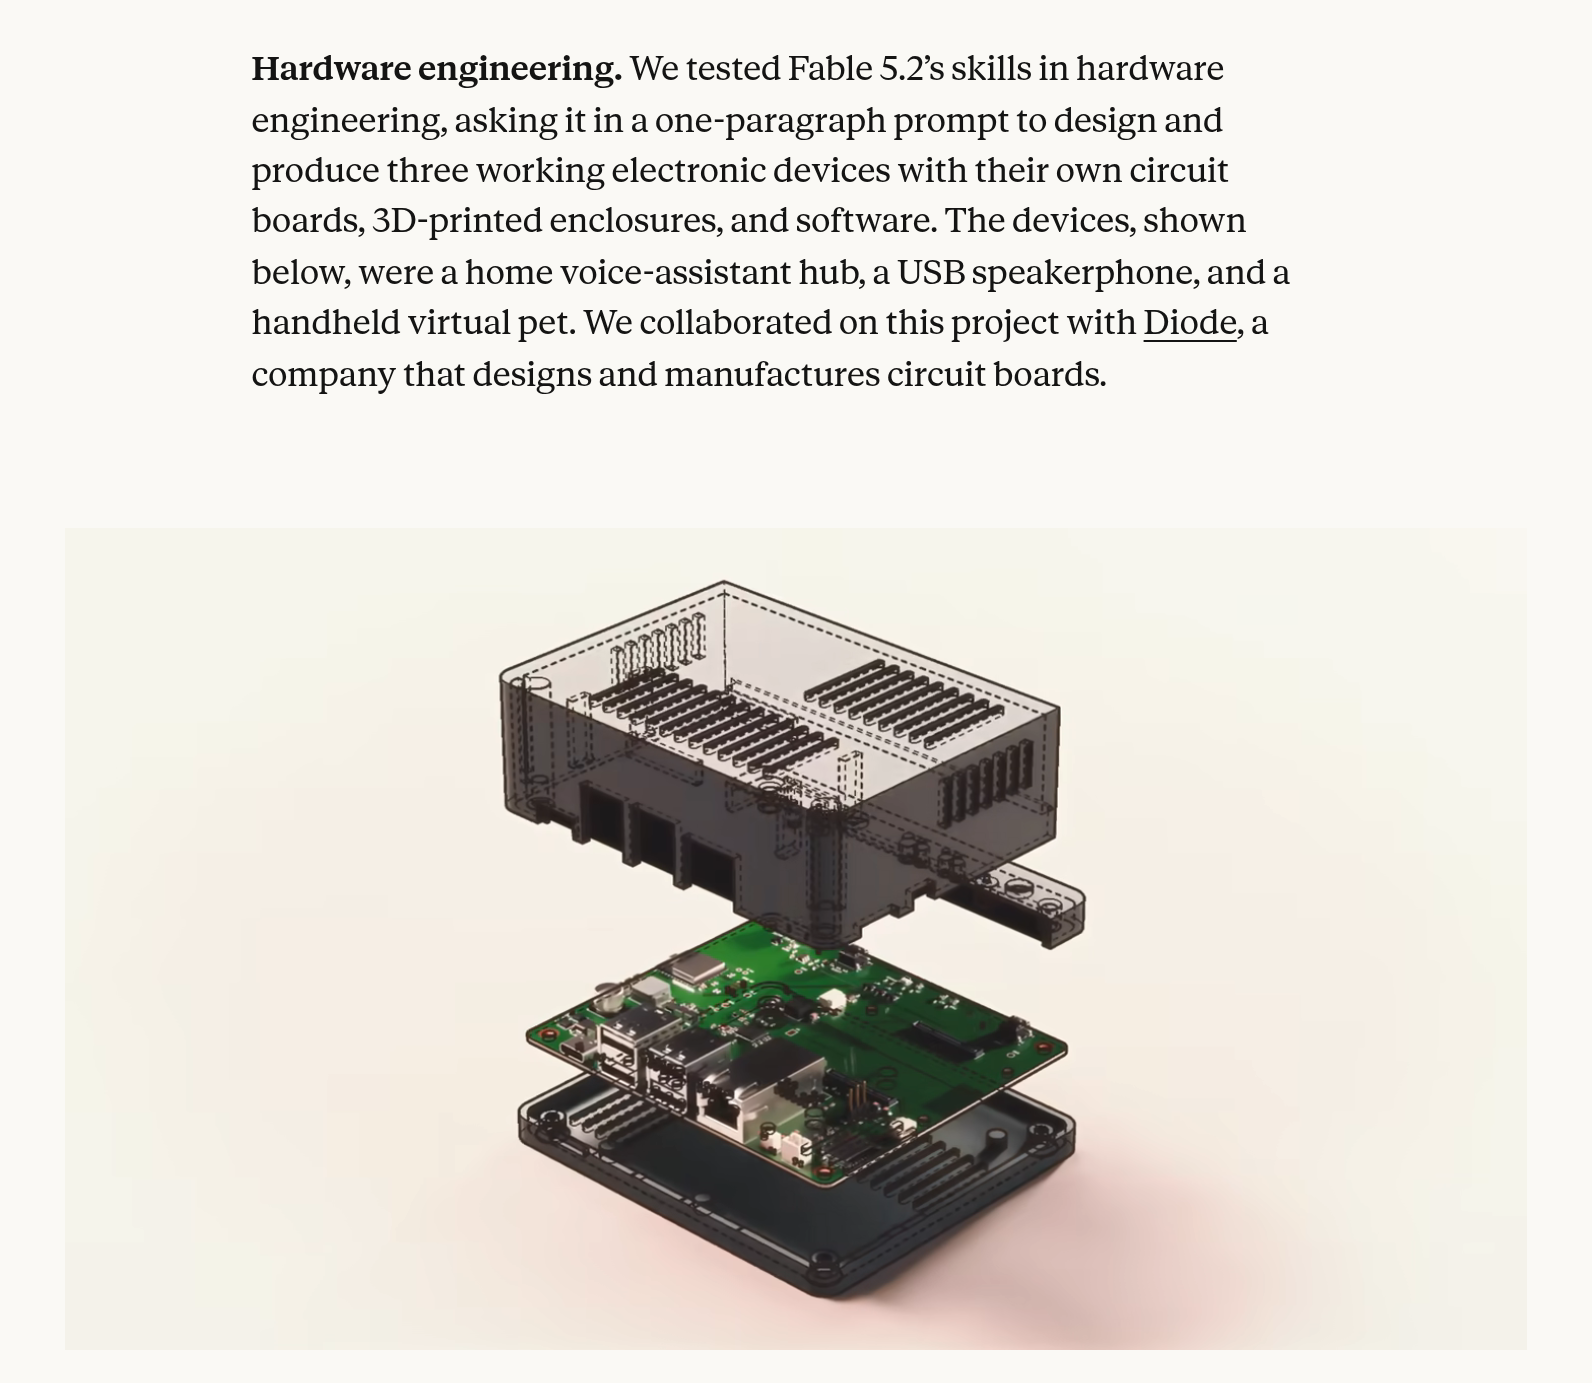 Hardware engineering. We tested Fable 5.2’s skills in hardware
engineering, asking it in a one-paragraph prompt to design and
produce three working electronic devices with their own circuit
boards, 3D-printed enclosures, and software. The devices, shown
below, were a home voice-assistant hub, a USB speakerphone, and a
handheld virtual pet. We collaborated on this project with Diode, a
company that designs and manufactures circuit boards.